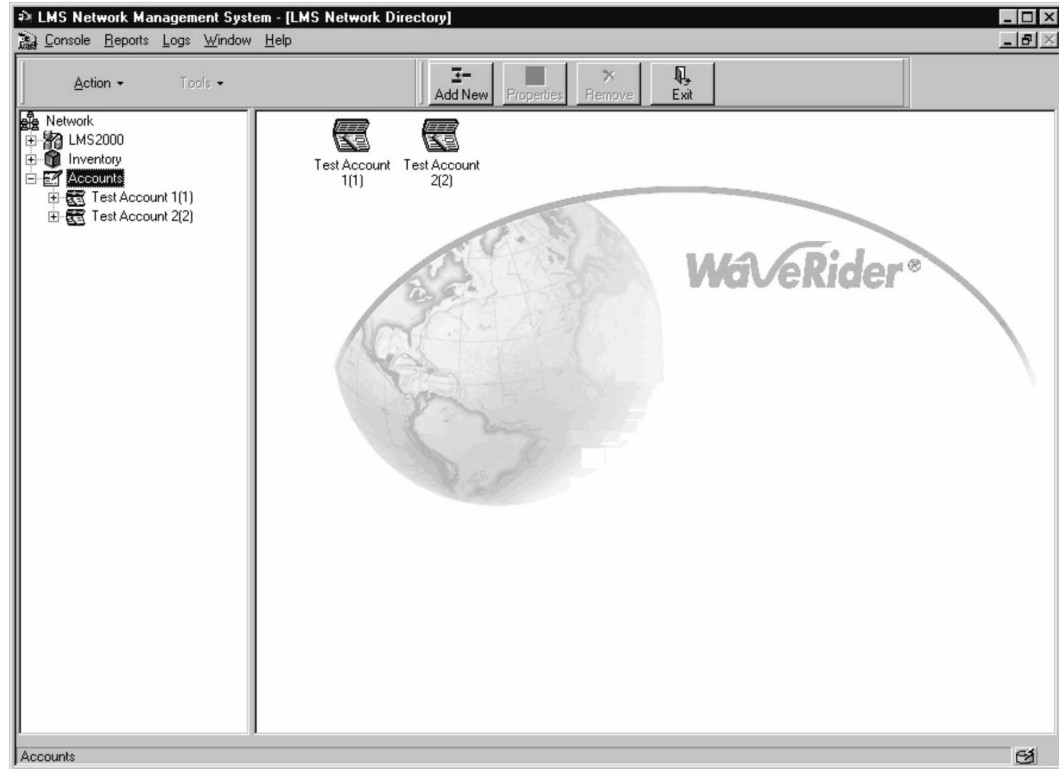 LMS Network Management System - [LMS Network Directory]
Console Reports Logs Window Help
Action Tools Add New Properties Remove Exit
Network
LMS2000
Inventory
Accounts
Test Account 1(1)
Test Account 2(2)
Test Account 1(1)
Test Account 2(2)
WaveRider®
Accounts